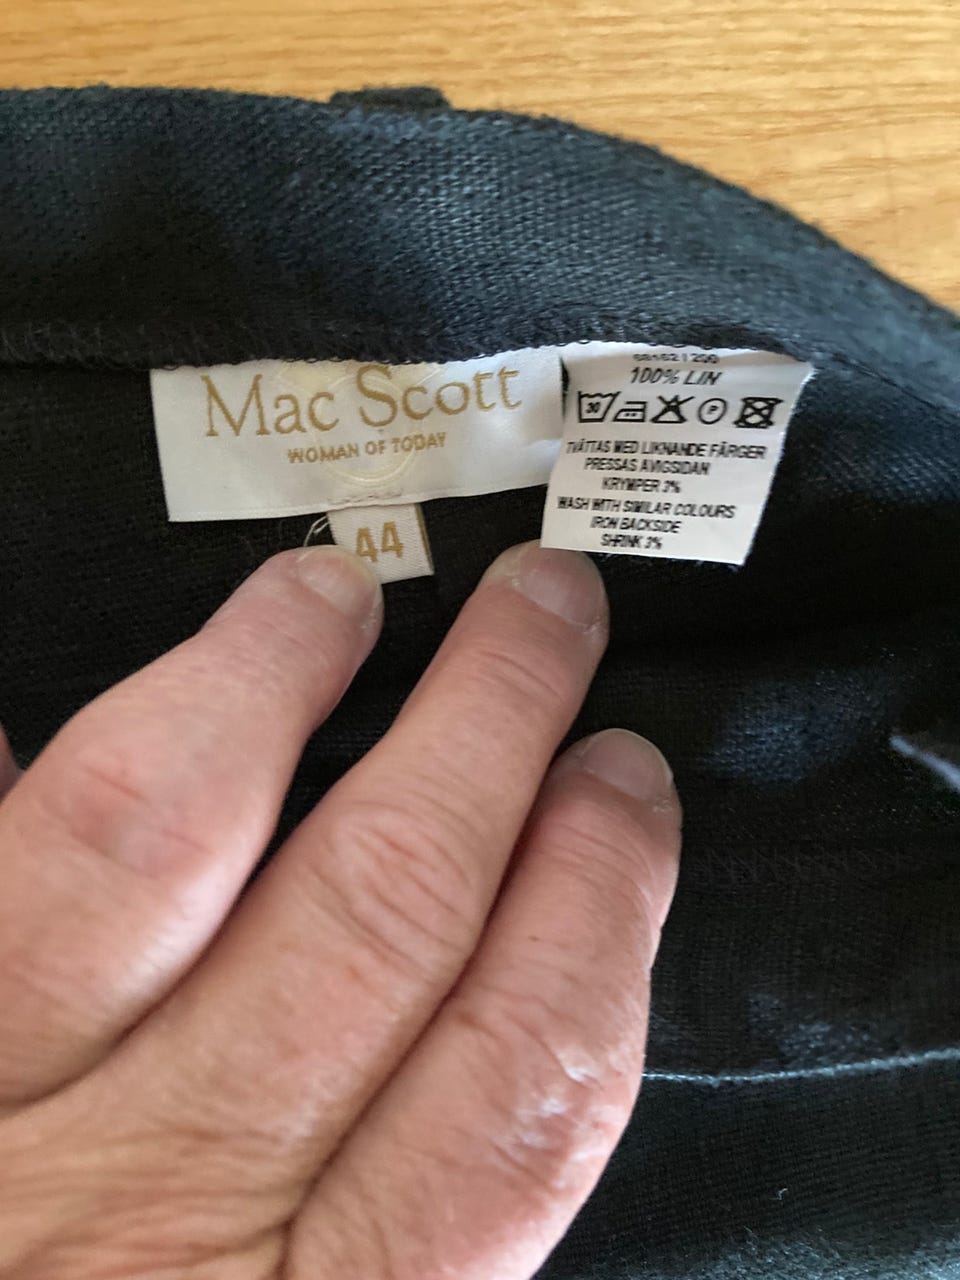 Mac Scott
WOMAN OF TODAY
44
100% LIN
30
P
TVÄTTAS MED LIKNANDE FÄRGER
PRESSAS AVIGSIDAN
KRYMPER 3%
WASH WITH SIMILAR COLOURS
IRON BACKSIDE
SHRINK 3%